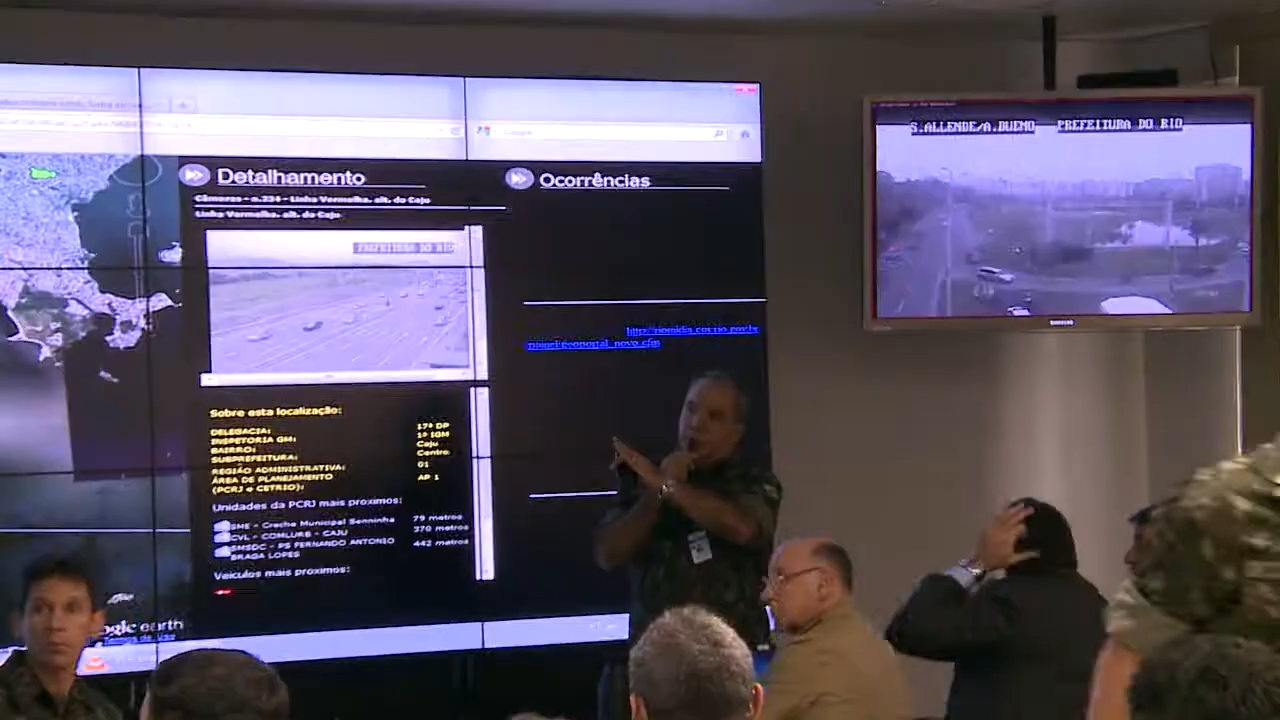 Detalhamento
Câmeras - n.234 - Linha Vermelha. alt. do Caju
Linha Vermelha. alt. do Caju
PREFEITURA DO RIO
Sobre esta localização:
DELEGACIA: 17ª DP
INSPETORIA GM: 1ª IGM
BAIRRO: Caju
SUBPREFEITURA: Centro
REGIÃO ADMINISTRATIVA: 01
ÁREA DE PLANEJAMENTO AP 1
(PCRJ e CETRIO):
Unidades da PCRJ mais proximos:
SME - Creche Municipal Senninha 79 metros
CVL - COMLURB - CAJU 370 metros
SMSDC - PS FERNANDO ANTONIO 442 metros
BRAGA LOPES
Veiculos mais proximos:
Ocorrências
Google
S.ALLENDE/A.BUENO PREFEITURA DO RIO
SAMSUNG
earth
Termos de Uso